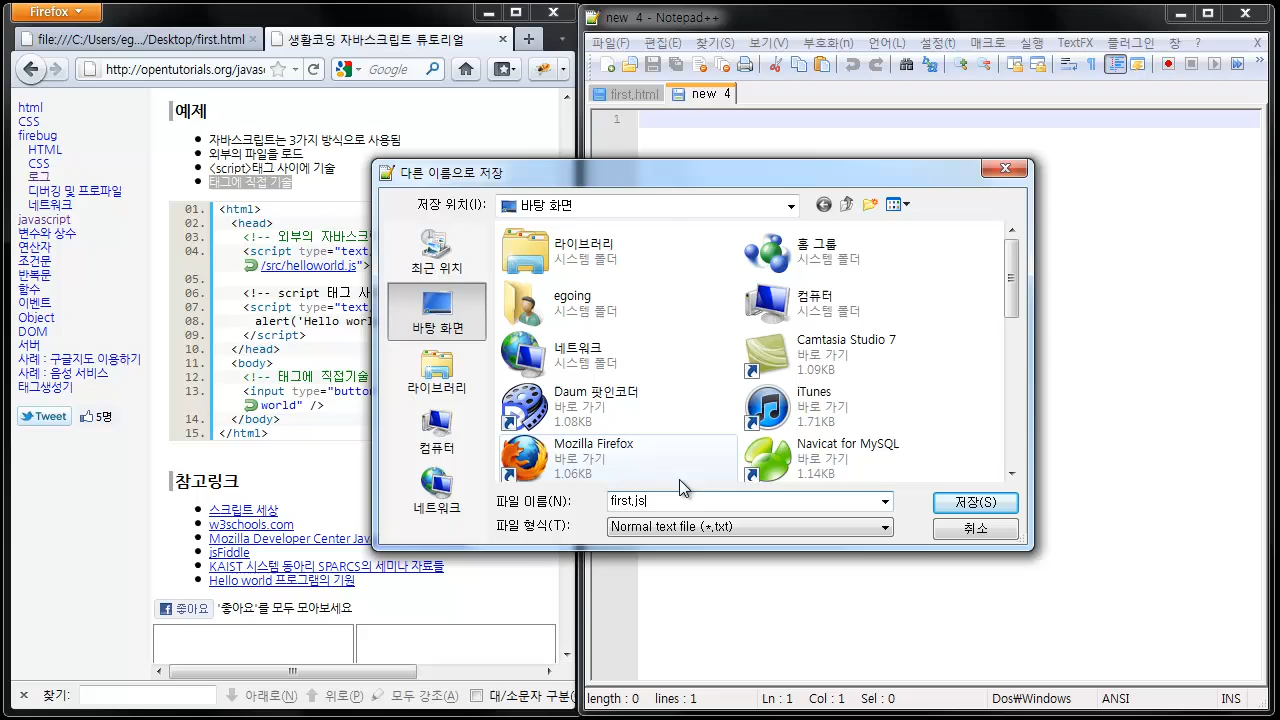 Firefox
file:///C:/Users/eg.../Desktop/first.html
생활코딩 자바스크립트 튜토리얼
http://opentutorials.org/javas
Google
html
CSS
firebug
HTML
CSS
로그
디버깅 및 프로파일
네트워크
javascript
변수와 상수
연산자
조건문
반복문
함수
이벤트
Object
DOM
서버
사례 : 구글지도 이용하기
사례 : 음성 서비스
태그생성기
Tweet
5명
예제
자바스크립트는 3가지 방식으로 사용됨
외부의 파일을 로드
<script>태그 사이에 기술
태그에 직접 기술
01. <html>
02. <head>
03. <!-- 외부의 자바스크
04. <script type="text
/src/helloworld.js">
05.
06. <!-- script 태그 사
07. <script type="text
08. alert('Hello worl
09. </script>
10. </head>
11. <body>
12. <!-- 태그에 직접기술
13. <input type="button
world" />
14. </body>
15. </html>
참고링크
스크립트 세상
w3schools.com
Mozilla Developer Center Jav
jsFiddle
KAIST 시스템 동아리 SPARCS의 세미나 자료들
Hello world 프로그램의 기원
좋아요 '좋아요'를 모두 모아보세요
찾기: 아래로(N) 위로(P) 모두 강조(A) 대/소문자 구분(
new 4 - Notepad++
파일(F) 편집(E) 찾기(S) 보기(V) 부호화(n) 언어(L) 설정(t) 매크로 실행 TextFX 플러그인 창 ? X
first.html
new 4
1
다른 이름으로 저장
저장 위치(I): 바탕 화면
최근 위치
바탕 화면
라이브러리
컴퓨터
네트워크
라이브러리
시스템 폴더
홈 그룹
시스템 폴더
egoing
시스템 폴더
컴퓨터
시스템 폴더
네트워크
시스템 폴더
Camtasia Studio 7
바로 가기
1.09KB
Daum 팟인코더
바로 가기
1.08KB
iTunes
바로 가기
1.71KB
Mozilla Firefox
바로 가기
1.06KB
Navicat for MySQL
바로 가기
1.14KB
파일 이름(N): first.js
저장(S)
파일 형식(T): Normal text file (*.txt)
취소
length : 0 lines : 1 Ln : 1 Col : 1 Sel : 0 Dos₩Windows ANSI INS